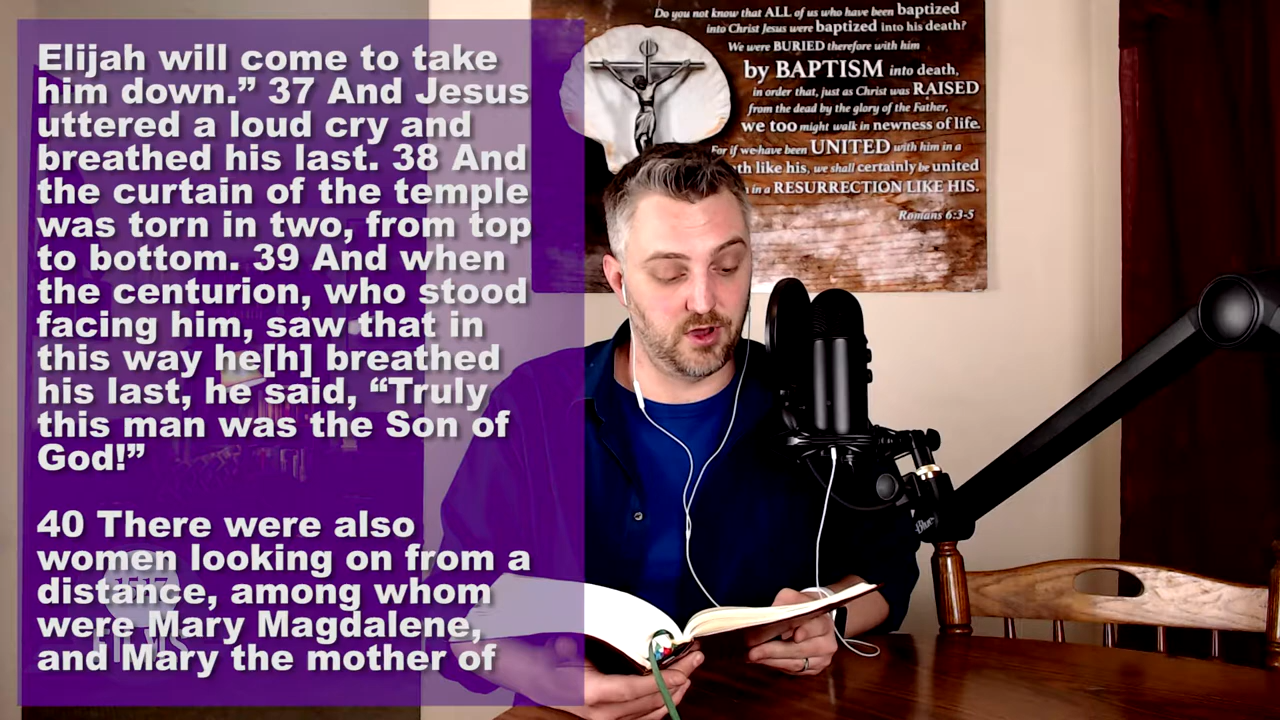 Elijah will come to take
him down.” 37 And Jesus
uttered a loud cry and
breathed his last. 38 And
the curtain of the temple
was torn in two, from top
to bottom. 39 And when
the centurion, who stood
facing him, saw that in
this way he[h] breathed
his last, he said, “Truly
this man was the Son of
God!”
40 There were also
women looking on from a
distance, among whom
were Mary Magdalene,
and Mary the mother of
Do you not know that ALL of us who have been baptized
into Christ Jesus were baptized into his death?
We were BURIED therefore with him
by BAPTISM into death,
in order that, just as Christ was RAISED
from the dead by the glory of the Father,
we too might walk in newness of life.
For if we have been UNITED with him in a
like his, we shall certainly be united
in a RESURRECTION LIKE HIS.
Romans 6:3-5
1517
FILMS
Blue